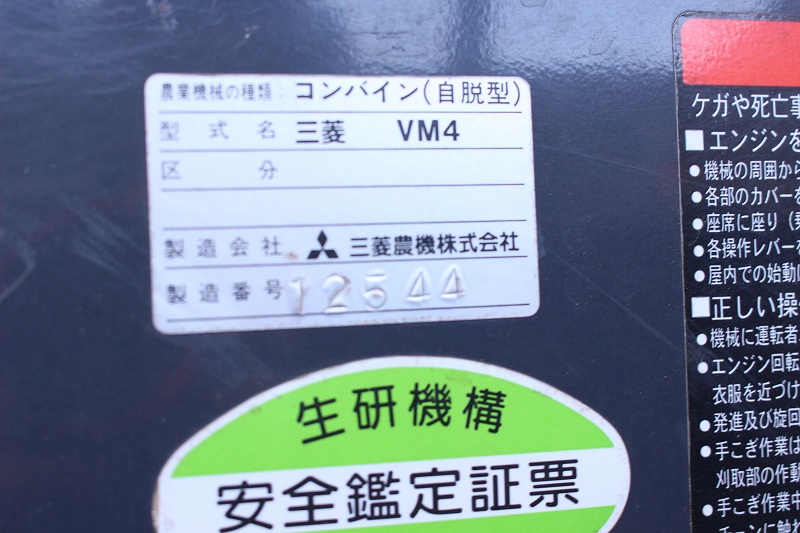 農業機械の種類: コンバイン(自脱型)
型式名 三菱 VM4
区分
製造会社 三菱農機株式会社
製造番号 12544
生研機構
安全鑑定証票
ケガや死亡事
■エンジンを
●機械の周囲から
●各部のカバーを
●座席に座り(
●各操作レバーを
●屋内での始動
■正しい操
●機械に運転者
●エンジン回転
衣服を近づけ
●発進及び旋回
●手こぎ作業は
刈取部の作動
●手こぎ作業中
チェンに触れ